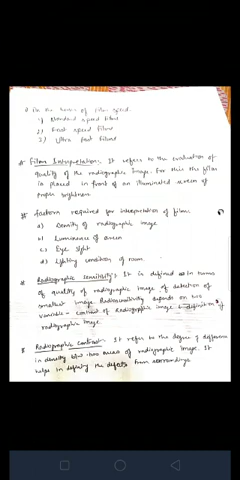 On the basis of film speed
1) Standard speed films
2) Fast speed films
3) Ultra fast films
* Film Interpretation:- It refers to the evaluation of
quality of the radiographic image. For this the film
is placed in front of an illuminated screen of
proper brightness.
* Factors required for interpretation of film:
a) Density of radiographic image
b) Luminance of screen
c) Eye sight
d) Lighting condition of room.
* Radiographic sensitivity: It is defined as in terms
of quality of radiographic image of detection of
smallest image. Radiosensitivity depends on two
variable - contrast of Radiographic image & definition of
radiographic image.
* Radiographic contrast: It refers to the degree of difference
in density b/w two areas of radiographic image. It
helps in defining the defects from surroundings